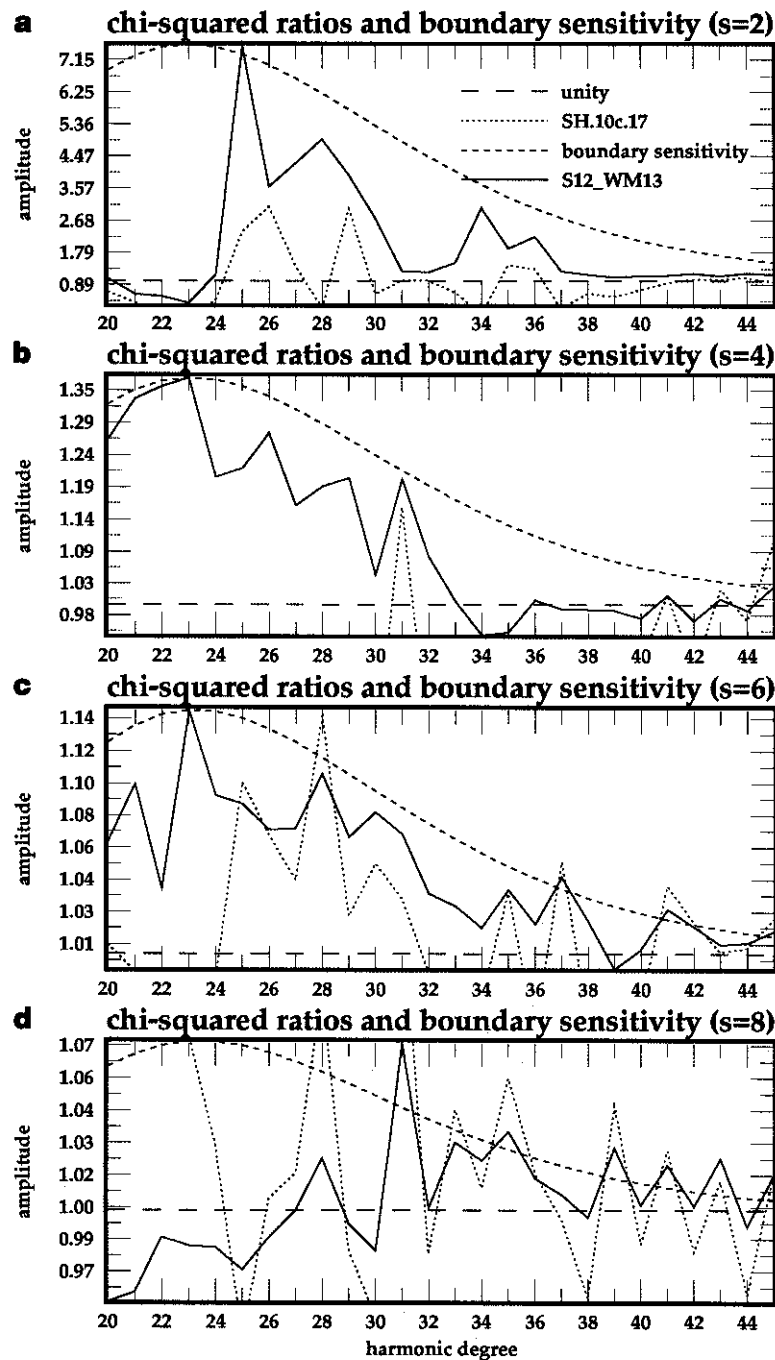 a chi-squared ratios and boundary sensitivity (s=2)
7.15
6.25
5.36
4.47
3.57
2.68
1.79
0.89
amplitude
unity
SH.10c.17
boundary sensitivity
S12_WM13
20 22 24 26 28 30 32 34 36 38 40 42 44
b chi-squared ratios and boundary sensitivity (s=4)
1.35
1.29
1.24
1.19
1.14
1.09
1.03
0.98
amplitude
20 22 24 26 28 30 32 34 36 38 40 42 44
c chi-squared ratios and boundary sensitivity (s=6)
1.14
1.12
1.10
1.08
1.06
1.04
1.03
1.01
amplitude
20 22 24 26 28 30 32 34 36 38 40 42 44
d chi-squared ratios and boundary sensitivity (s=8)
1.07
1.06
1.04
1.03
1.02
1.00
0.99
0.97
amplitude
20 22 24 26 28 30 32 34 36 38 40 42 44
harmonic degree